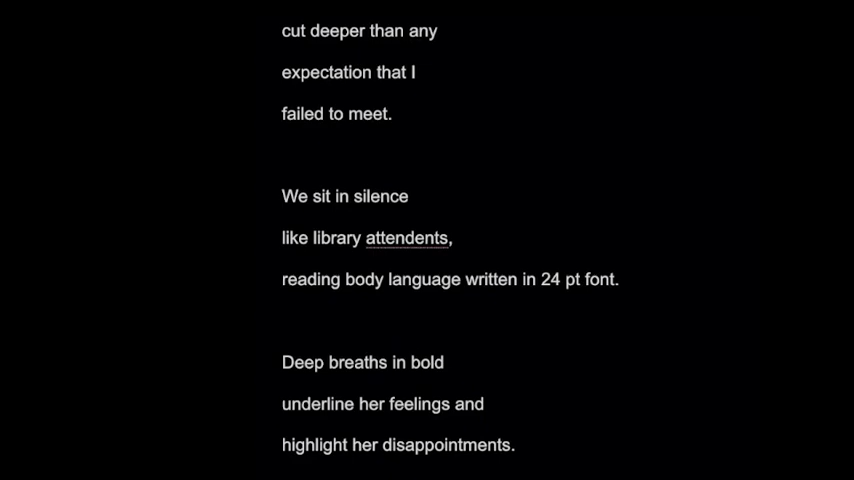 cut deeper than any
expectation that I
failed to meet.
We sit in silence
like library attendents,
reading body language written in 24 pt font.
Deep breaths in bold
underline her feelings and
highlight her disappointments.